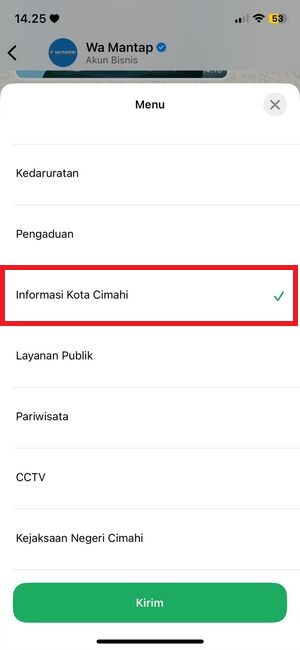 14.25
53
Wa Mantap
Akun Bisnis
Menu
Kedaruratan
Pengaduan
Informasi Kota Cimahi
Layanan Publik
Pariwisata
CCTV
Kejaksaan Negeri Cimahi
Kirim